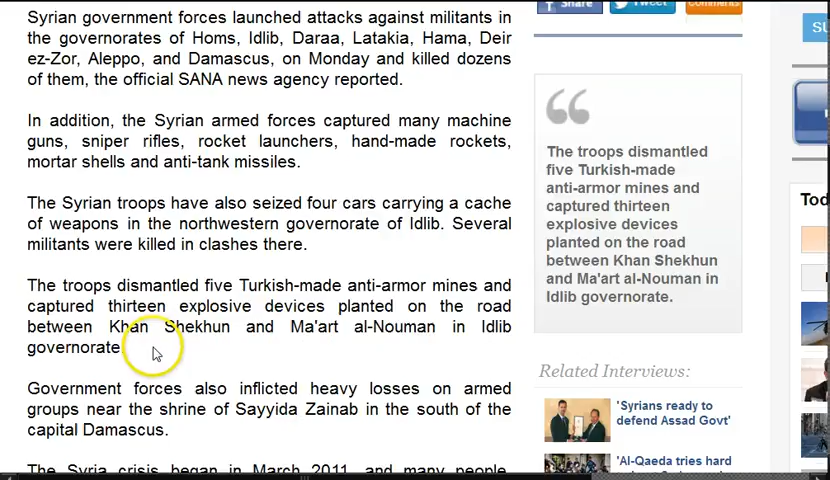 Syrian government forces launched attacks against militants in
the governorates of Homs, Idlib, Daraa, Latakia, Hama, Deir
ez-Zor, Aleppo, and Damascus, on Monday and killed dozens
of them, the official SANA news agency reported.
In addition, the Syrian armed forces captured many machine
guns, sniper rifles, rocket launchers, hand-made rockets,
mortar shells and anti-tank missiles.
The Syrian troops have also seized four cars carrying a cache
of weapons in the northwestern governorate of Idlib. Several
militants were killed in clashes there.
The troops dismantled five Turkish-made anti-armor mines and
captured thirteen explosive devices planted on the road
between Khan Shekhun and Ma'art al-Nouman in Idlib
governorate.
Government forces also inflicted heavy losses on armed
groups near the shrine of Sayyida Zainab in the south of the
capital Damascus.
The Syria crisis began in March 2011, and many people,
Share
Tweet
Comments
The troops dismantled
five Turkish-made
anti-armor mines and
captured thirteen
explosive devices
planted on the road
between Khan Shekhun
and Ma'art al-Nouman in
Idlib governorate.
Related Interviews:
'Syrians ready to
defend Assad Govt'
'Al-Qaeda tries hard
SU
Tod